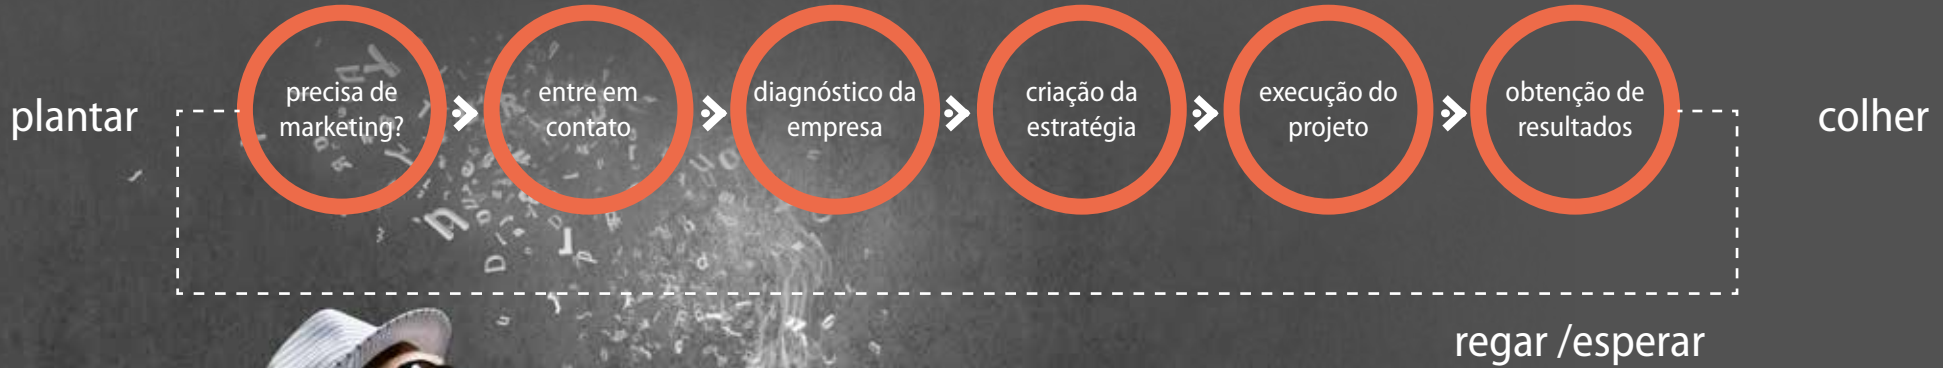 plantar
precisa de
marketing?
entre em
contato
diagnóstico da
empresa
criação da
estratégia
execução do
projeto
obtenção de
resultados
colher
regar /esperar